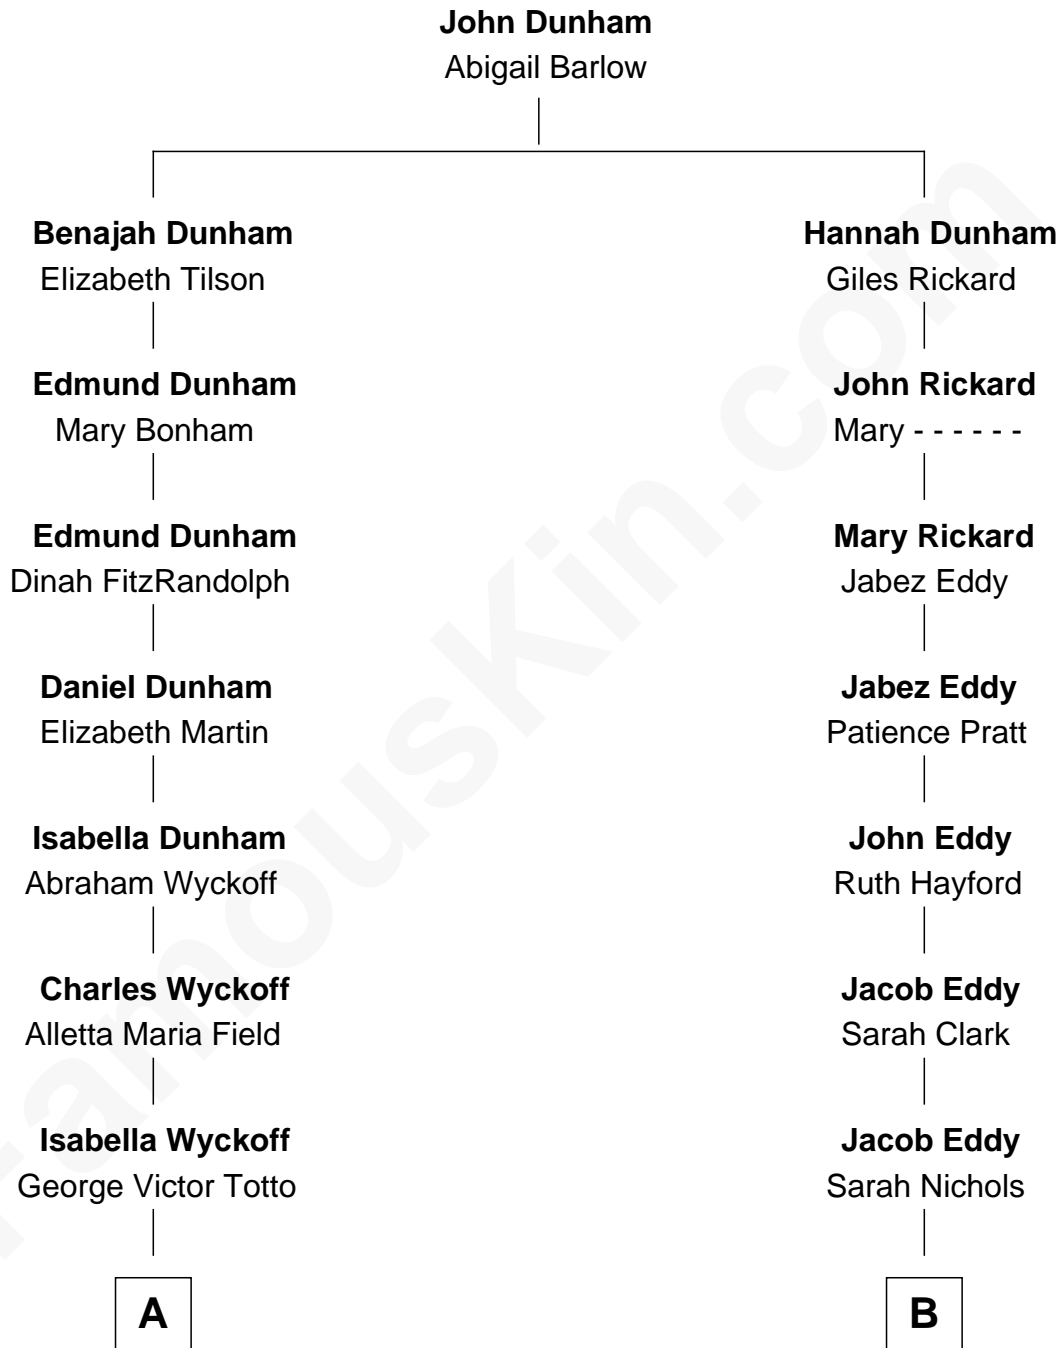 John Dunham
Abigail Barlow
Benajah Dunham
Elizabeth Tilson
Edmund Dunham
Mary Bonham
Edmund Dunham
Dinah FitzRandolph
Daniel Dunham
Elizabeth Martin
Isabella Dunham
Abraham Wyckoff
Charles Wyckoff
Alletta Maria Field
Isabella Wyckoff
George Victor Totto
A
Hannah Dunham
Giles Rickard
John Rickard
Mary - - - - - -
Mary Rickard
Jabez Eddy
Jabez Eddy
Patience Pratt
John Eddy
Ruth Hayford
Jacob Eddy
Sarah Clark
Jacob Eddy
Sarah Nichols
B
FamousKin.com